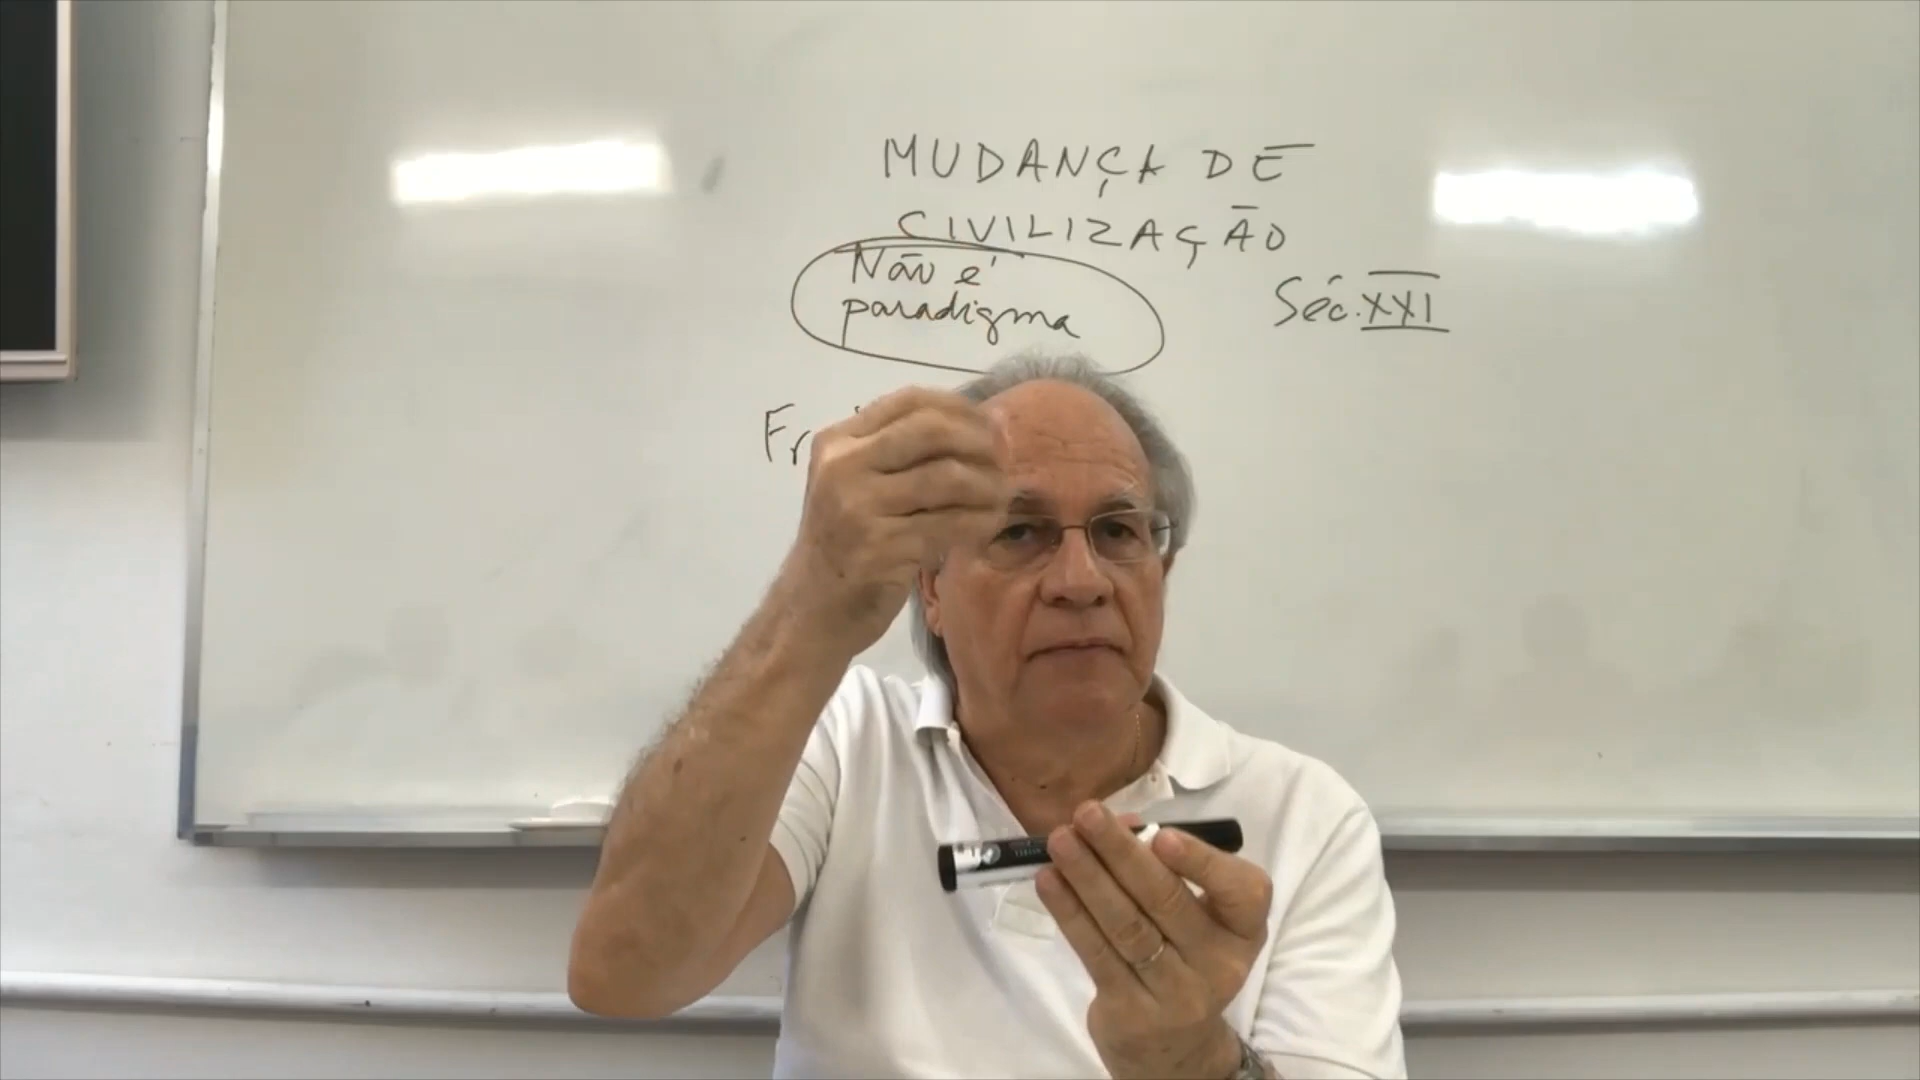 MUDANÇA DE
CIVILIZAÇÃO
Não é
paradigma
Séc. XXI